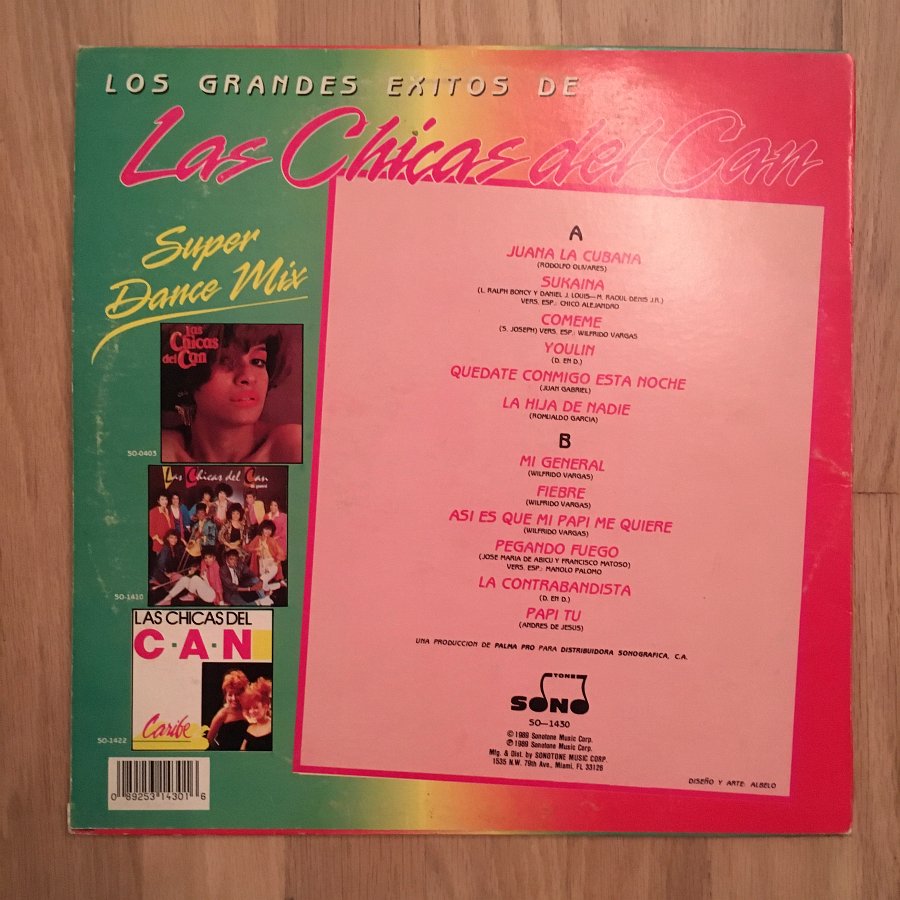 LOS GRANDES EXITOS DE
Las Chicas del Can
Super
Dance Mix
las
Chicas
del Can
SO-0403
Las Chicas del Can
SO-1410
LAS CHICAS DEL
C·A·N
Caribe
SO-1422
0 89253 14301 6
A
JUANA LA CUBANA
(RODOLFO OLIVARES)
SUKAINA
(L. RALPH BONCY Y DANIEL J. LOUIS—M. RAOUL DENIS J.R.)
VERS. ESP.: CHICO ALEJANDRO
COMEME
(S. JOSEPH) VERS. ESP.: WILFRIDO VARGAS
YOULIN
(D. EN D.)
QUEDATE CONMIGO ESTA NOCHE
(JUAN GABRIEL)
LA HIJA DE NADIE
(ROMUALDO GARCIA)
B
MI GENERAL
(WILFRIDO VARGAS)
FIEBRE
(WILFRIDO VARGAS)
ASI ES QUE MI PAPI ME QUIERE
(WILFRIDO VARGAS)
PEGANDO FUEGO
(JOSE MARIA DE ABICU Y FRANCISCO MATOSO)
VERS. ESP.: MANOLO PALOMO
LA CONTRABANDISTA
(D. EN D.)
PAPI TU
(ANDRES DE JESUS)
UNA PRODUCCION DE PALMA PRO PARA DISTRIBUIDORA SONOGRAFICA, C.A.
SONO TONE
SO—1430
© 1989 Sonotone Music Corp.
℗ 1989 Sonotone Music Corp.
Mfg. & Dist. by SONOTONE MUSIC CORP.
1535 N.W. 79th Ave., Miami, FL 33126
DISEÑO Y ARTE: ALBELO